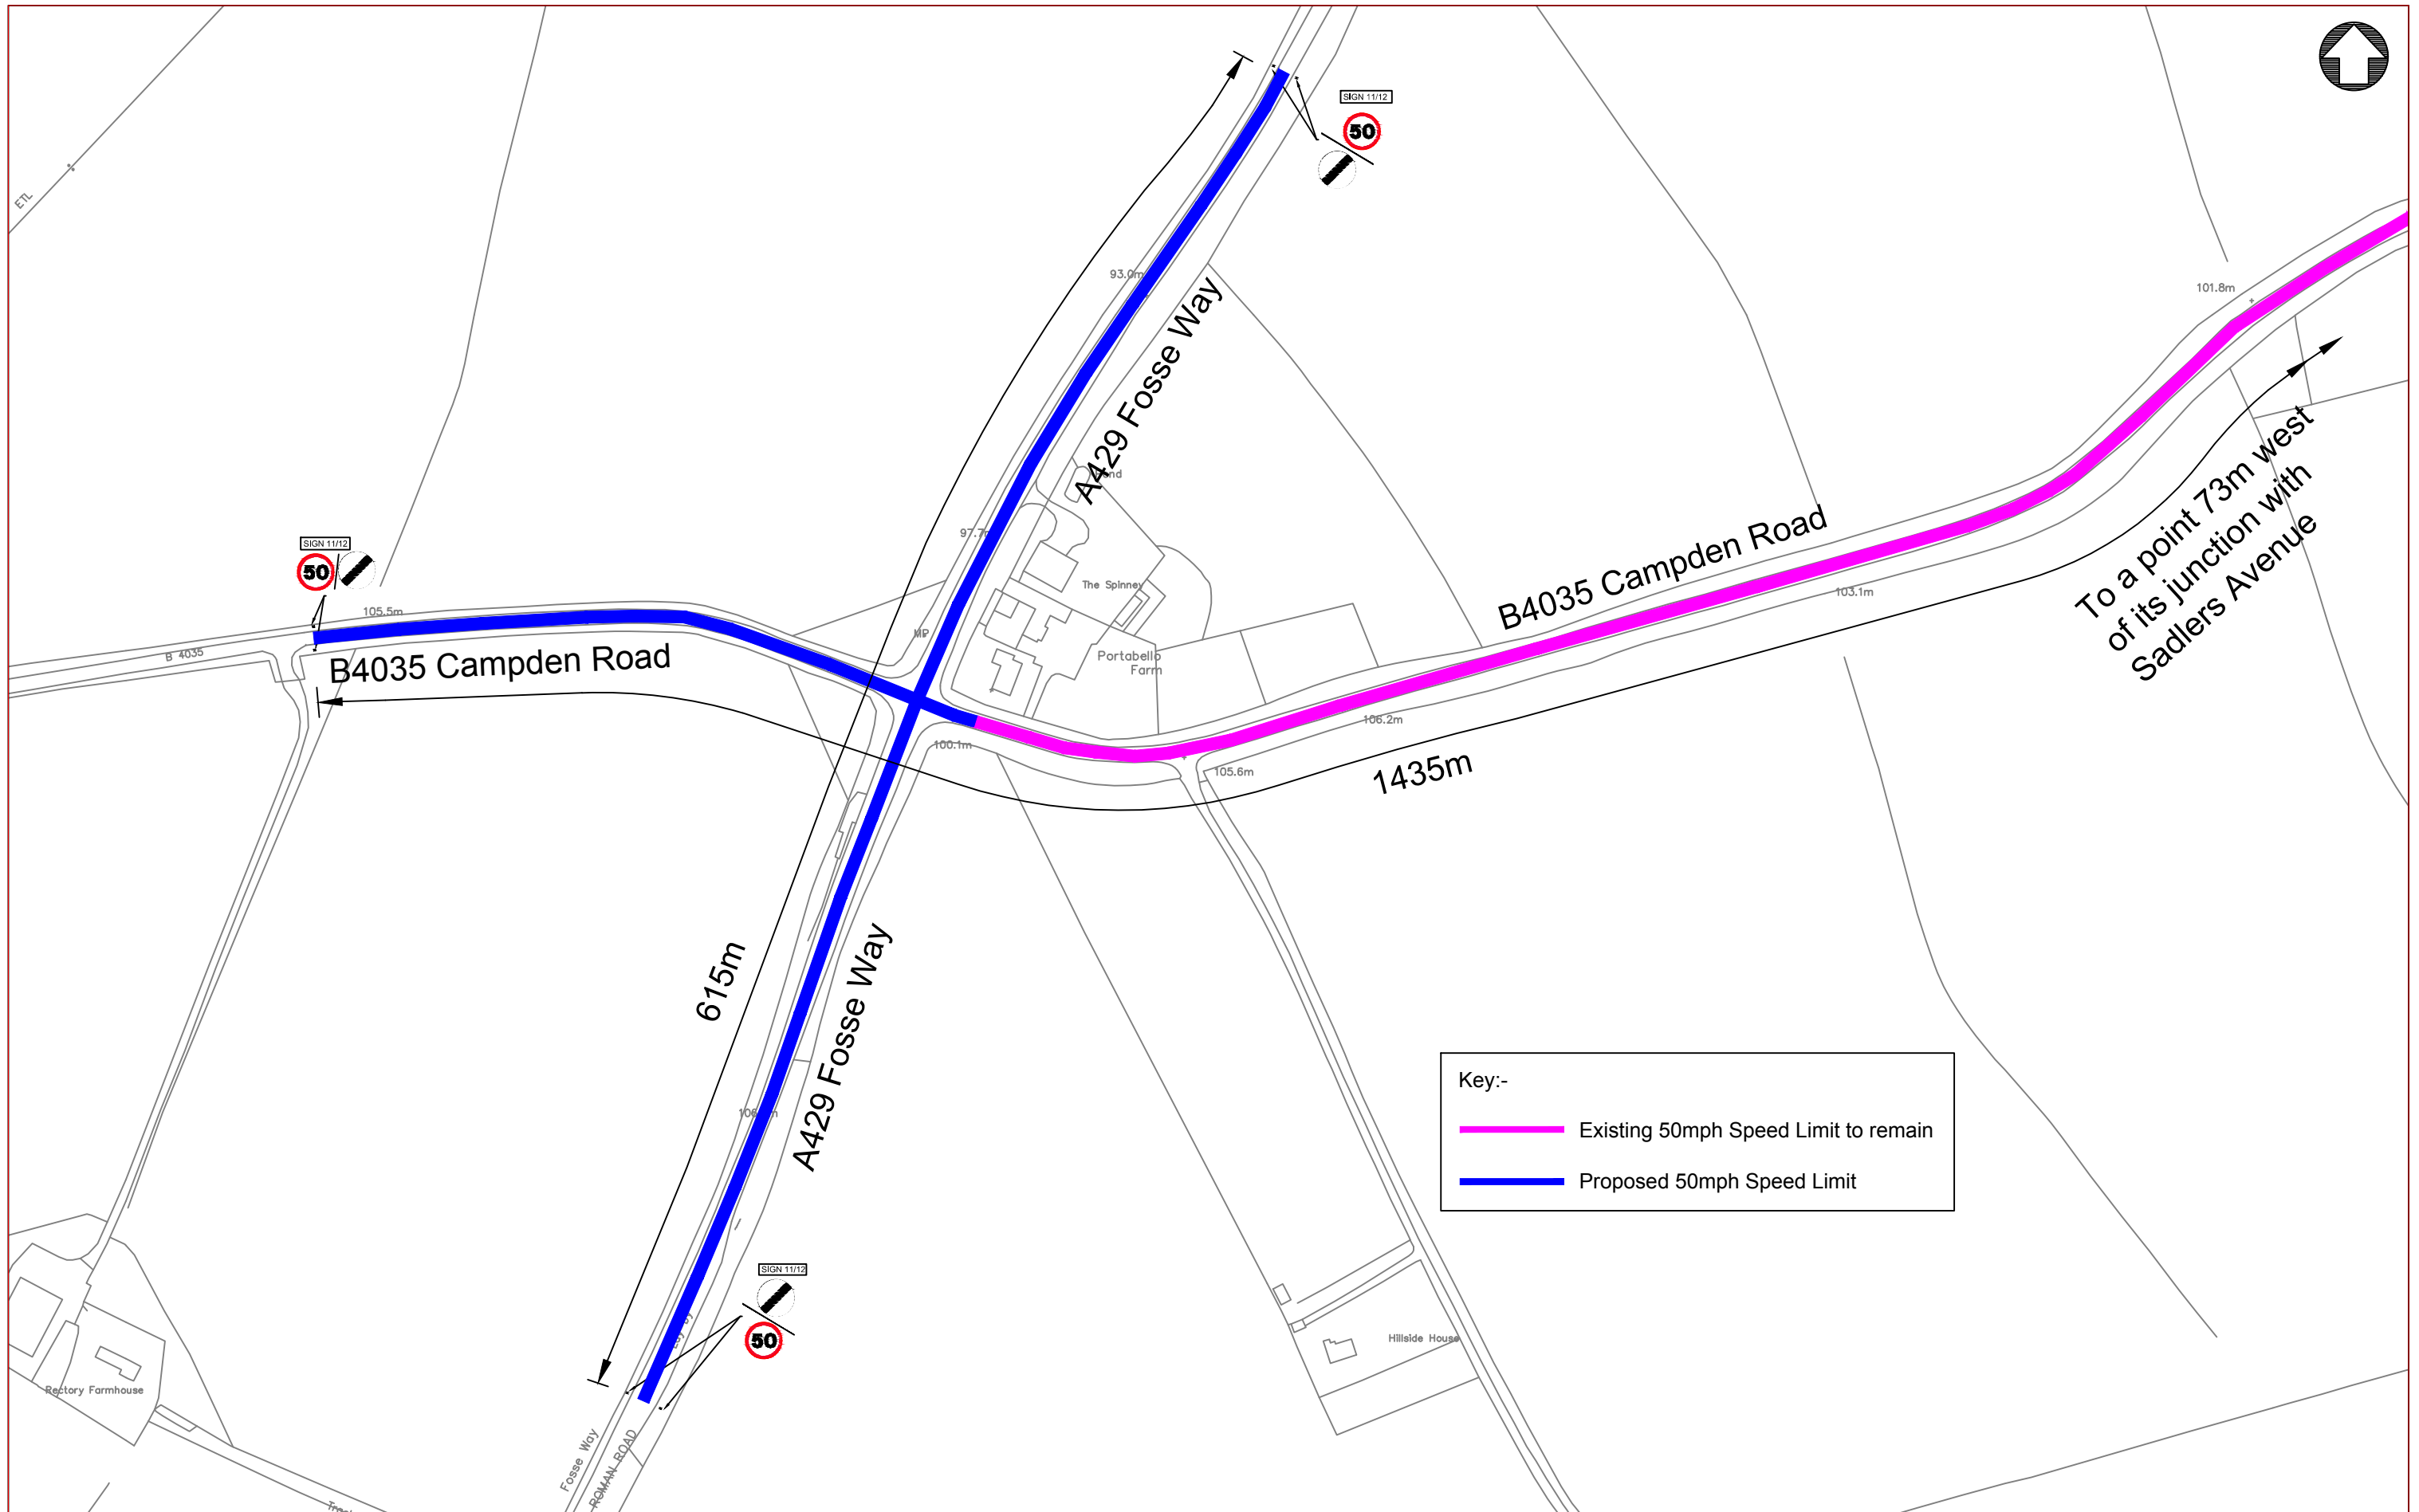 ETL
SIGN 11/12
50
93.0m
A429 Fosse Way
101.8m
97.7m
SIGN 11/12
50
105.5m
B 4035
B4035 Campden Road
MP
The Spinney
Portabello
Farm
100.1m
B4035 Campden Road
103.1m
106.2m
105.6m
1435m
To a point 73m west
of its junction with
Sadlers Avenue
615m
A429 Fosse Way
Key:-
Existing 50mph Speed Limit to remain
Proposed 50mph Speed Limit
SIGN 11/12
50
Hillside House
Rectory Farmhouse
Fosse Way
ROMAN ROAD